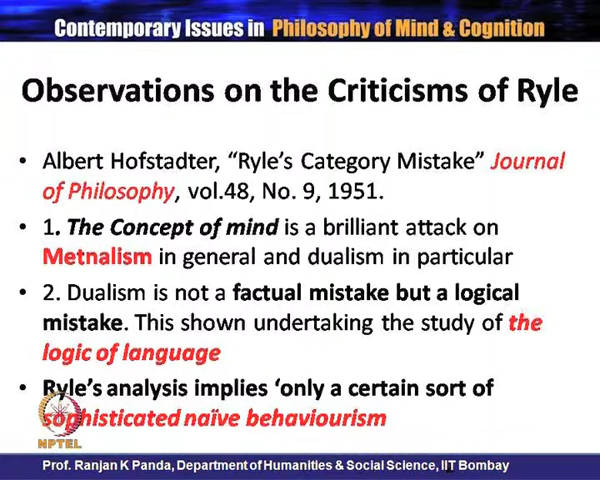 Contemporary Issues in Philosophy of Mind & Cognition
Observations on the Criticisms of Ryle
• Albert Hofstadter, “Ryle’s Category Mistake” Journal
of Philosophy, vol.48, No. 9, 1951.
• 1. The Concept of mind is a brilliant attack on
Metnalism in general and dualism in particular
• 2. Dualism is not a factual mistake but a logical
mistake. This shown undertaking the study of the
logic of language
• Ryle’s analysis implies ‘only a certain sort of
sophisticated naïve behaviourism
NPTEL
Prof. Ranjan K Panda, Department of Humanities & Social Science, IIT Bombay